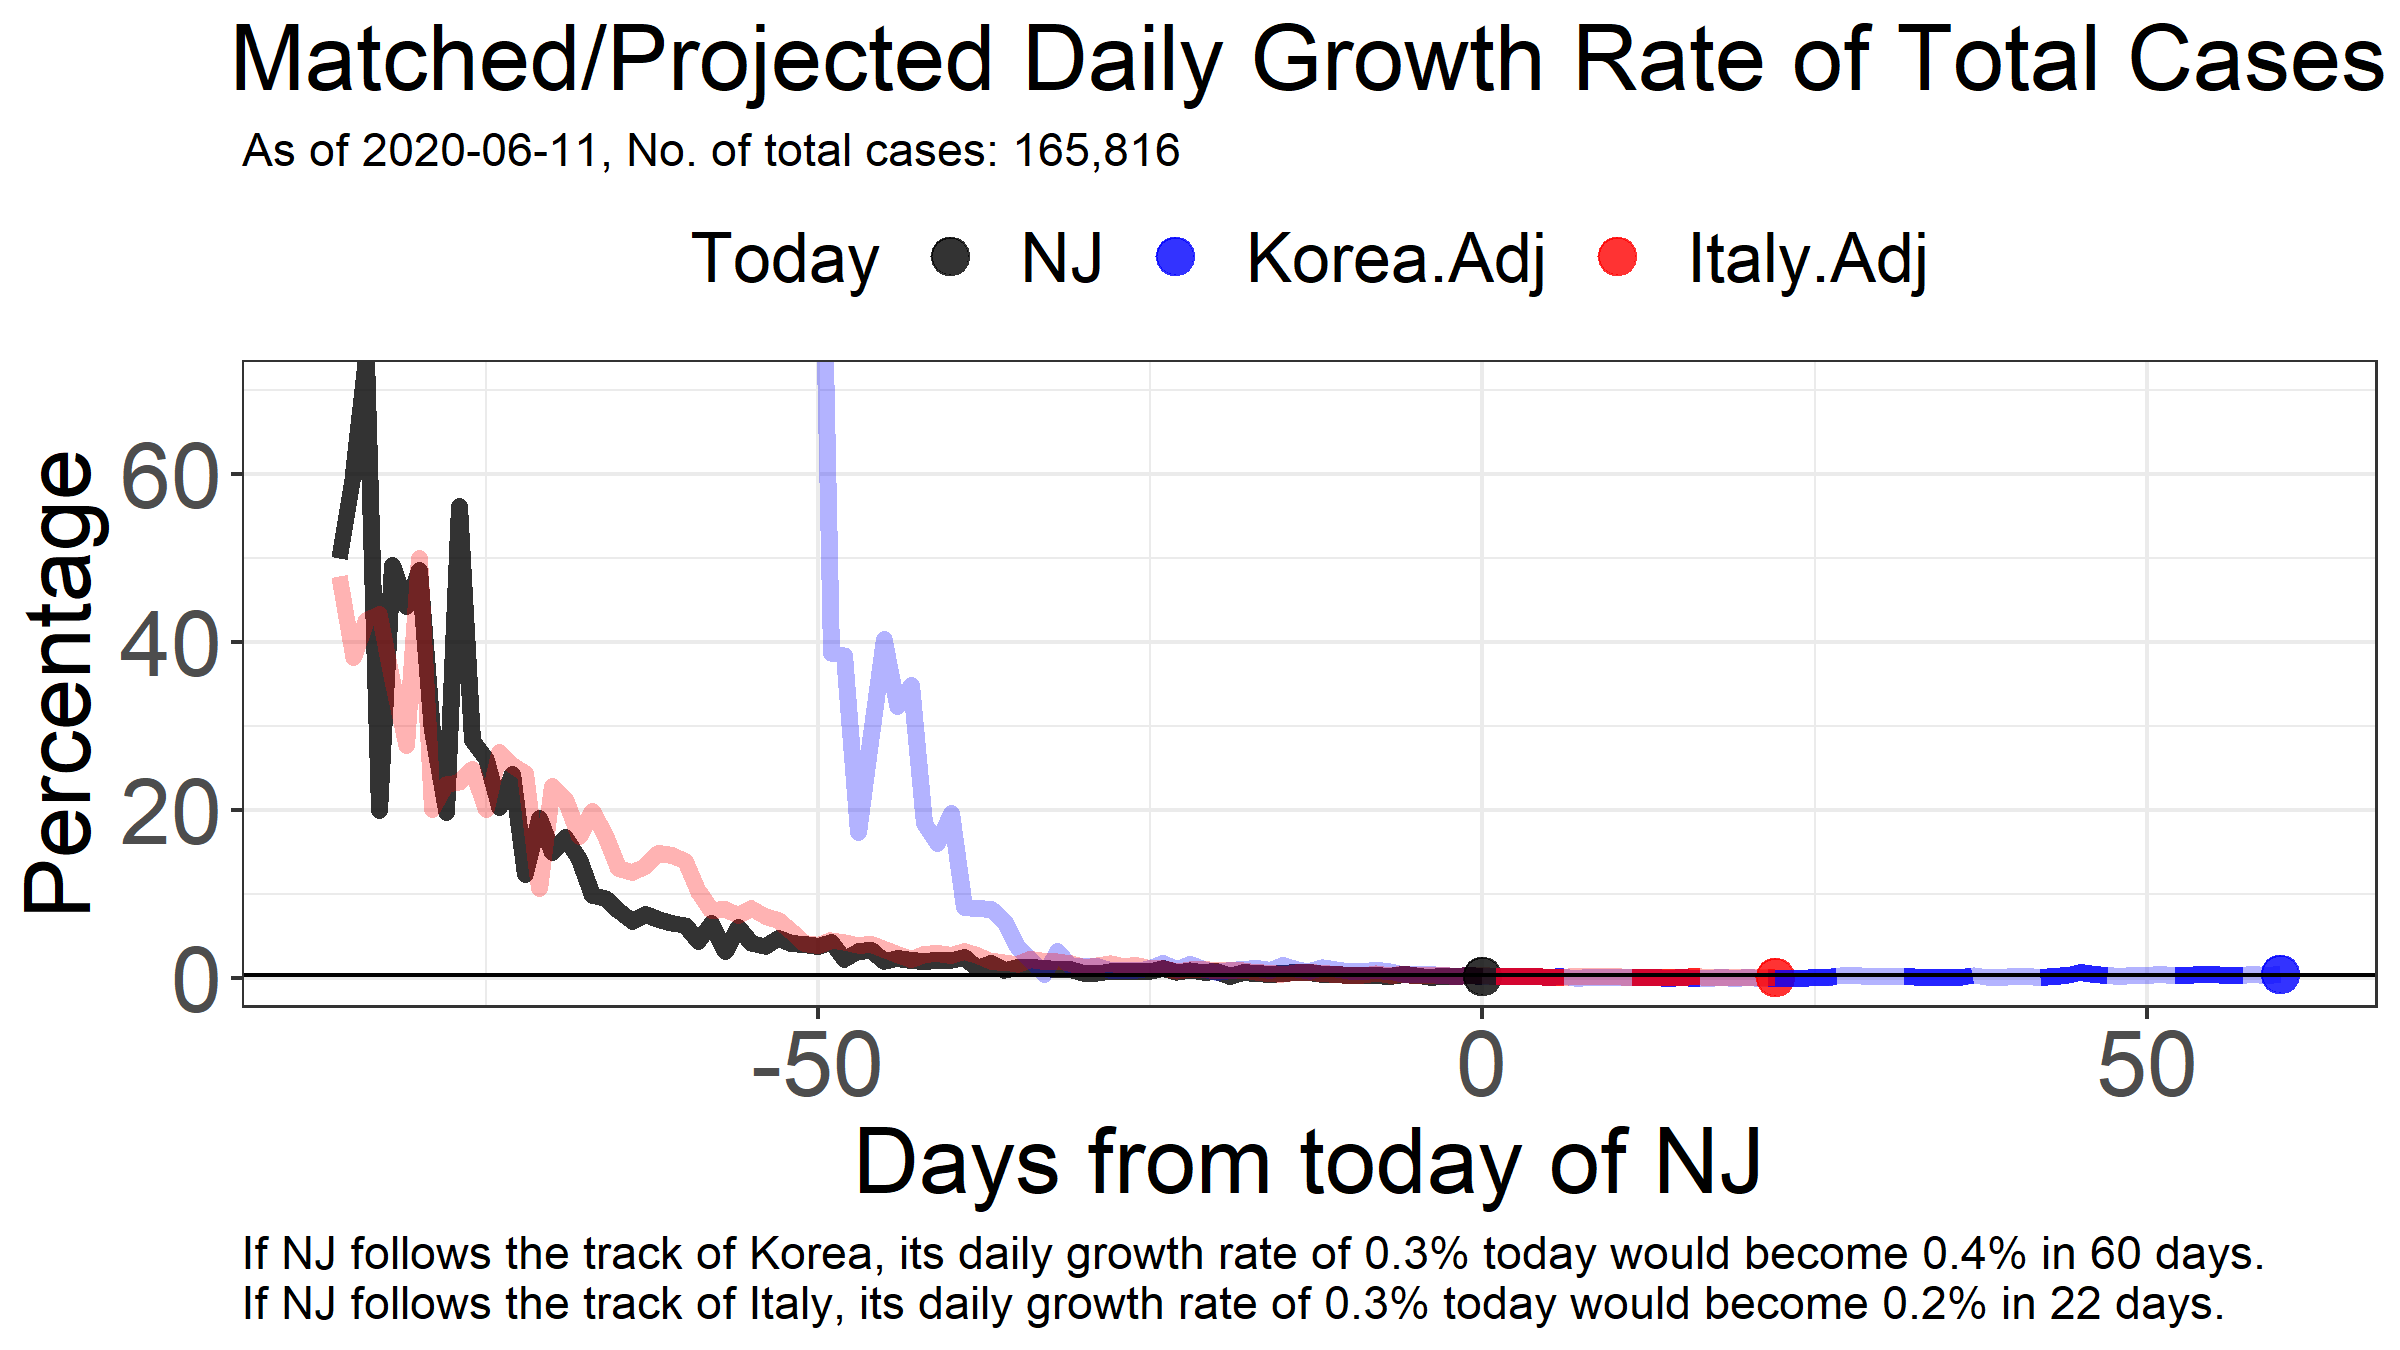 Matched/Projected Daily Growth Rate of Total Cases
As of 2020-06-11, No. of total cases: 165,816
Today NJ Korea.Adj Italy.Adj
Percentage
60
40
20
0
-50 0 50
Days from today of NJ
If NJ follows the track of Korea, its daily growth rate of 0.3% today would become 0.4% in 60 days.
If NJ follows the track of Italy, its daily growth rate of 0.3% today would become 0.2% in 22 days.